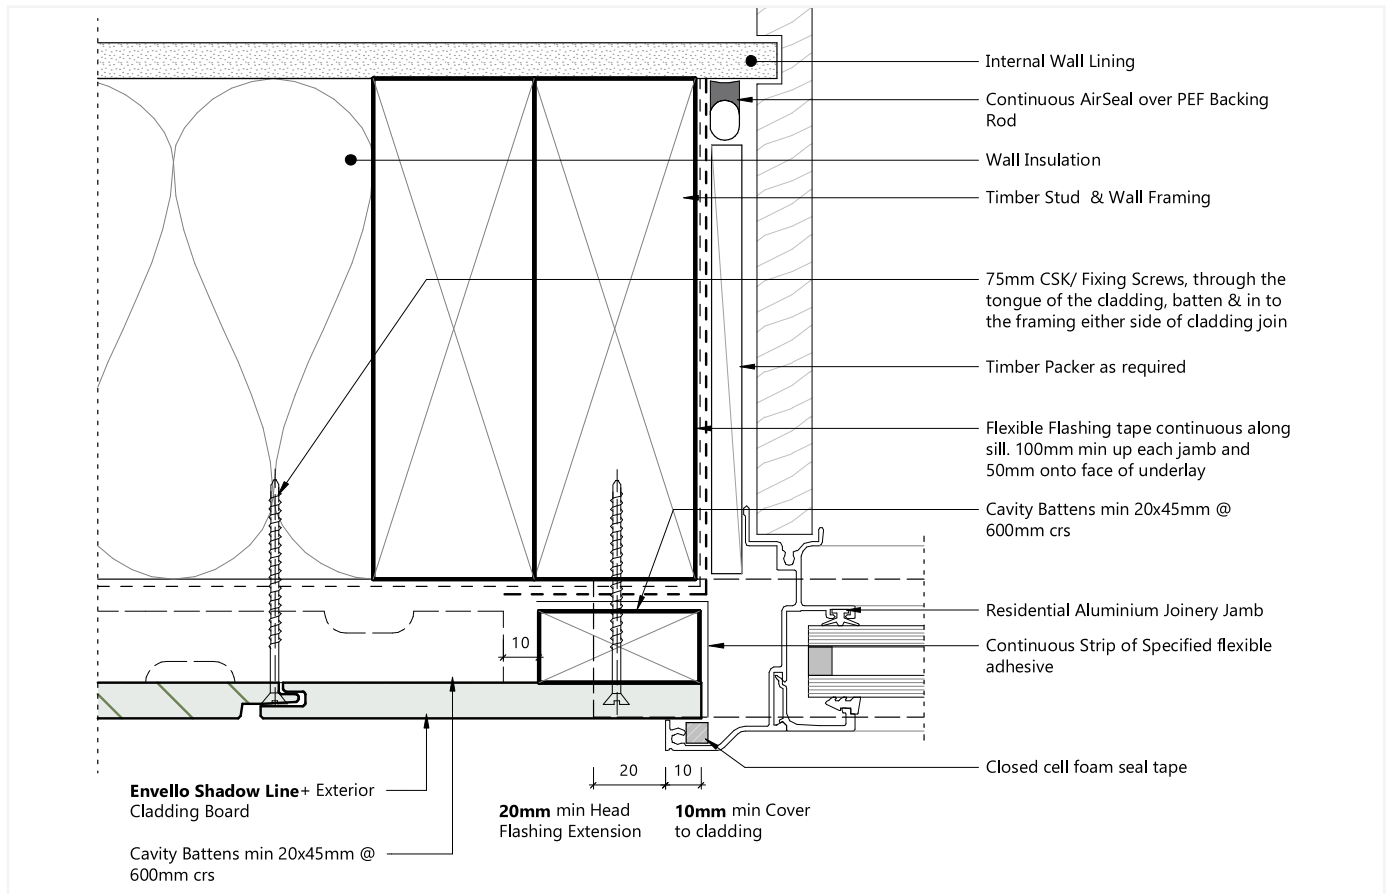 Internal Wall Lining
Continuous AirSeal over PEF Backing
Rod
Wall Insulation
Timber Stud & Wall Framing
75mm CSK/ Fixing Screws, through the
tongue of the cladding, batten & in to
the framing either side of cladding join
Timber Packer as required
Flexible Flashing tape continuous along
sill. 100mm min up each jamb and
50mm onto face of underlay
Cavity Battens min 20x45mm @
600mm crs
Residential Aluminium Joinery Jamb
Continuous Strip of Specified flexible
adhesive
Closed cell foam seal tape
10
20
10
Envello Shadow Line+ Exterior
Cladding Board
20mm min Head
Flashing Extension
10mm min Cover
to cladding
Cavity Battens min 20x45mm @
600mm crs